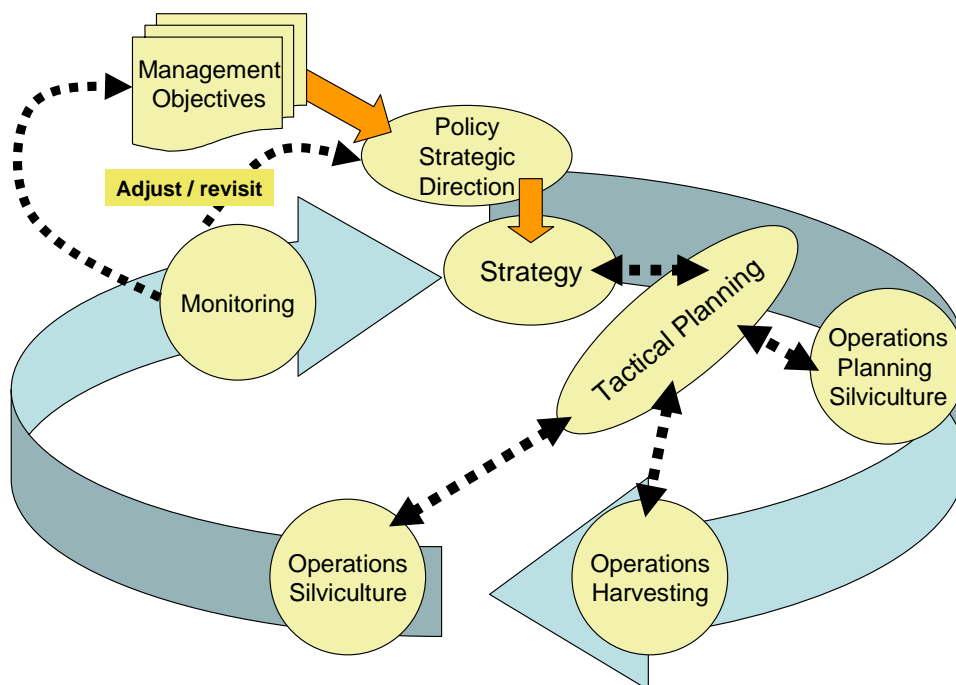 Management
Objectives
Policy
Strategic
Direction
Adjust / revisit
Strategy
Monitoring
Tactical Planning
Operations
Planning
Silviculture
Operations
Silviculture
Operations
Harvesting